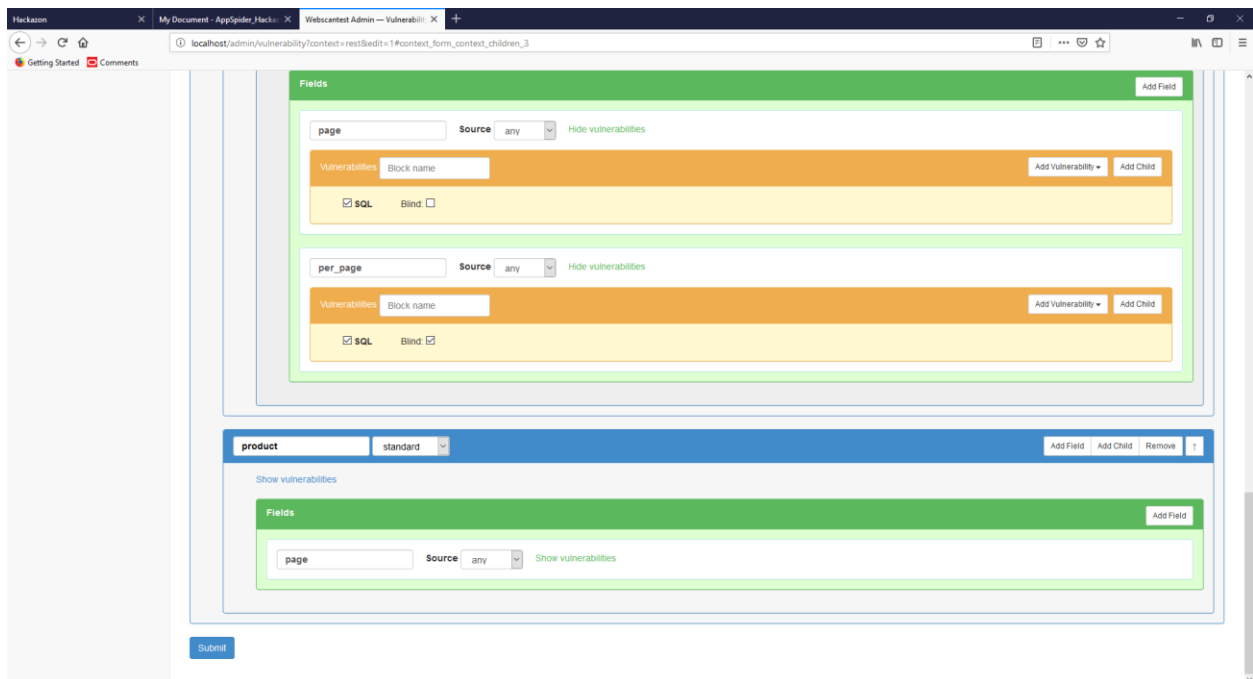 Hackazon
My Document - AppSpider_Hackaz
Webscantest Admin — Vulnerabilit
localhost/admin/vulnerability?context=rest&edit=1#context_form_context_children_3
Getting Started Comments
Fields Add Field
page Source any Hide vulnerabilities
Vulnerabilities Block name Add Vulnerability Add Child
SQL Blind:
per_page Source any Hide vulnerabilities
Vulnerabilities Block name Add Vulnerability Add Child
SQL Blind:
product standard Add Field Add Child Remove ↑
Show vulnerabilities
Fields Add Field
page Source any Show vulnerabilities
Submit